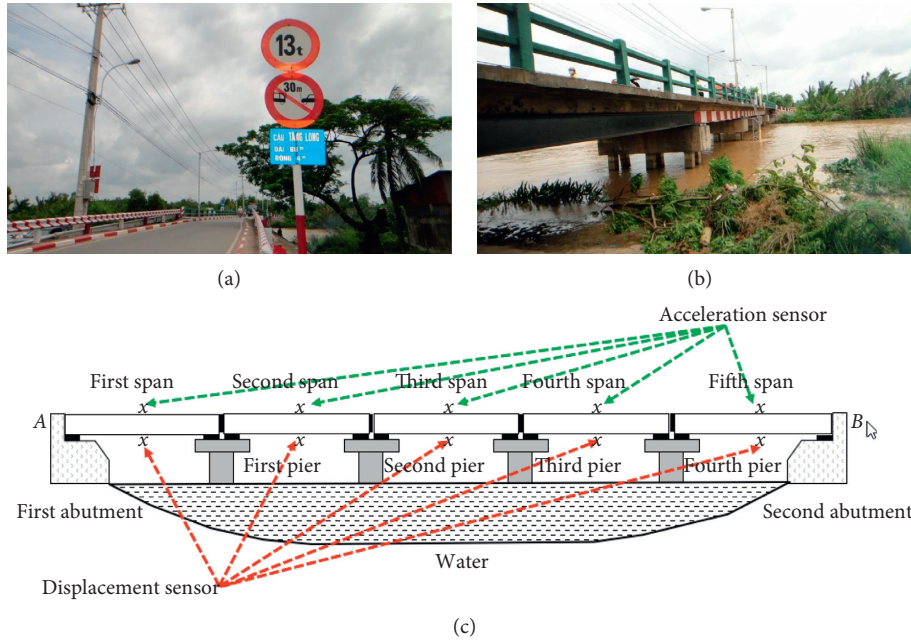 13t
30m
CẦU TĂNG LONG
(a)
(b)
Acceleration sensor
First span
Second span
Third span
Fourth span
Fifth span
x x x x x
A
B
x x x x x
First pier
Second pier
Third pier
Fourth pier
First abutment
Second abutment
Water
Displacement sensor
(c)